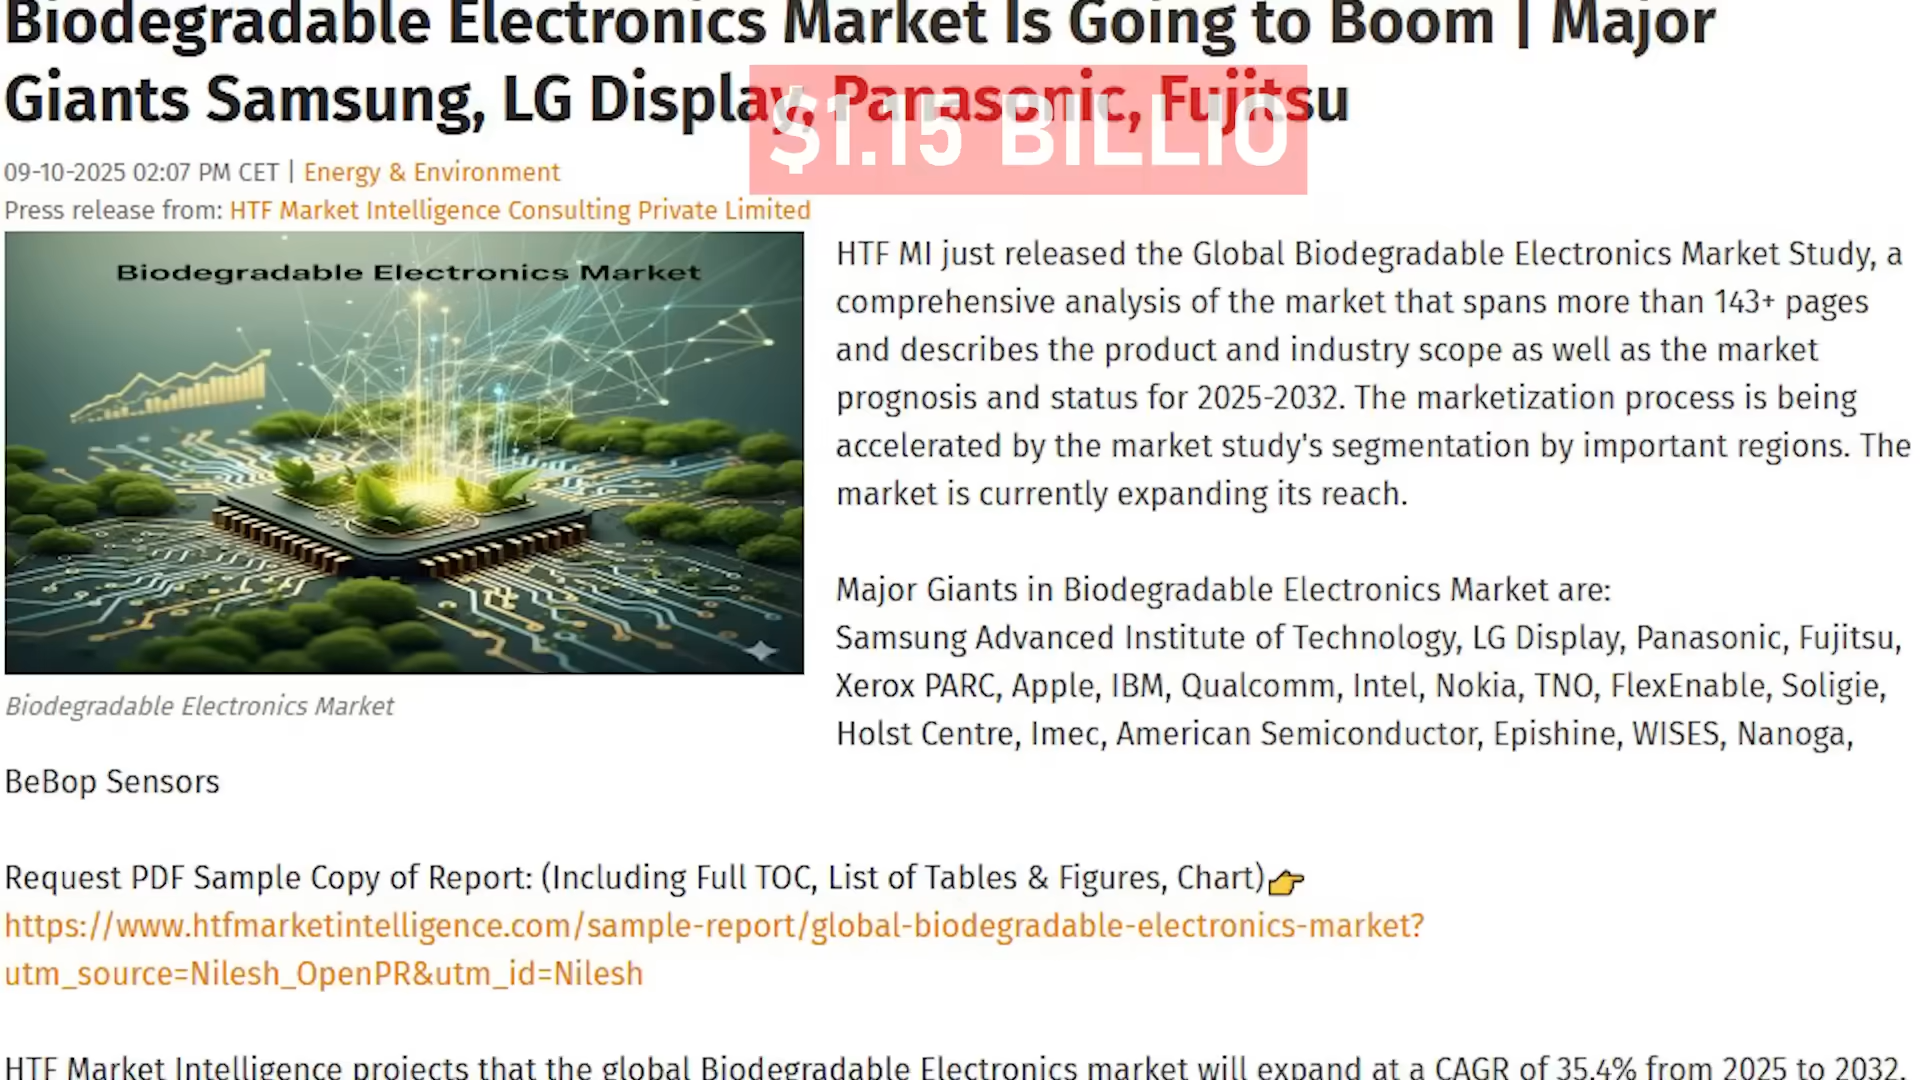 Biodegradable Electronics Market Is Going to Boom | Major
Giants Samsung, LG Display, Panasonic, Fujitsu
$1.15 BILLIO
09-10-2025 02:07 PM CET | Energy & Environment
Press release from: HTF Market Intelligence Consulting Private Limited
Biodegradable Electronics Market
Biodegradable Electronics Market
HTF MI just released the Global Biodegradable Electronics Market Study, a
comprehensive analysis of the market that spans more than 143+ pages
and describes the product and industry scope as well as the market
prognosis and status for 2025-2032. The marketization process is being
accelerated by the market study's segmentation by important regions. The
market is currently expanding its reach.
Major Giants in Biodegradable Electronics Market are:
Samsung Advanced Institute of Technology, LG Display, Panasonic, Fujitsu,
Xerox PARC, Apple, IBM, Qualcomm, Intel, Nokia, TNO, FlexEnable, Soligie,
Holst Centre, Imec, American Semiconductor, Epishine, WISES, Nanoga,
BeBop Sensors
Request PDF Sample Copy of Report: (Including Full TOC, List of Tables & Figures, Chart)👉
https://www.htfmarketintelligence.com/sample-report/global-biodegradable-electronics-market?
utm_source=Nilesh_OpenPR&utm_id=Nilesh
HTF Market Intelligence projects that the global Biodegradable Electronics market will expand at a CAGR of 35.4% from 2025 to 2032,